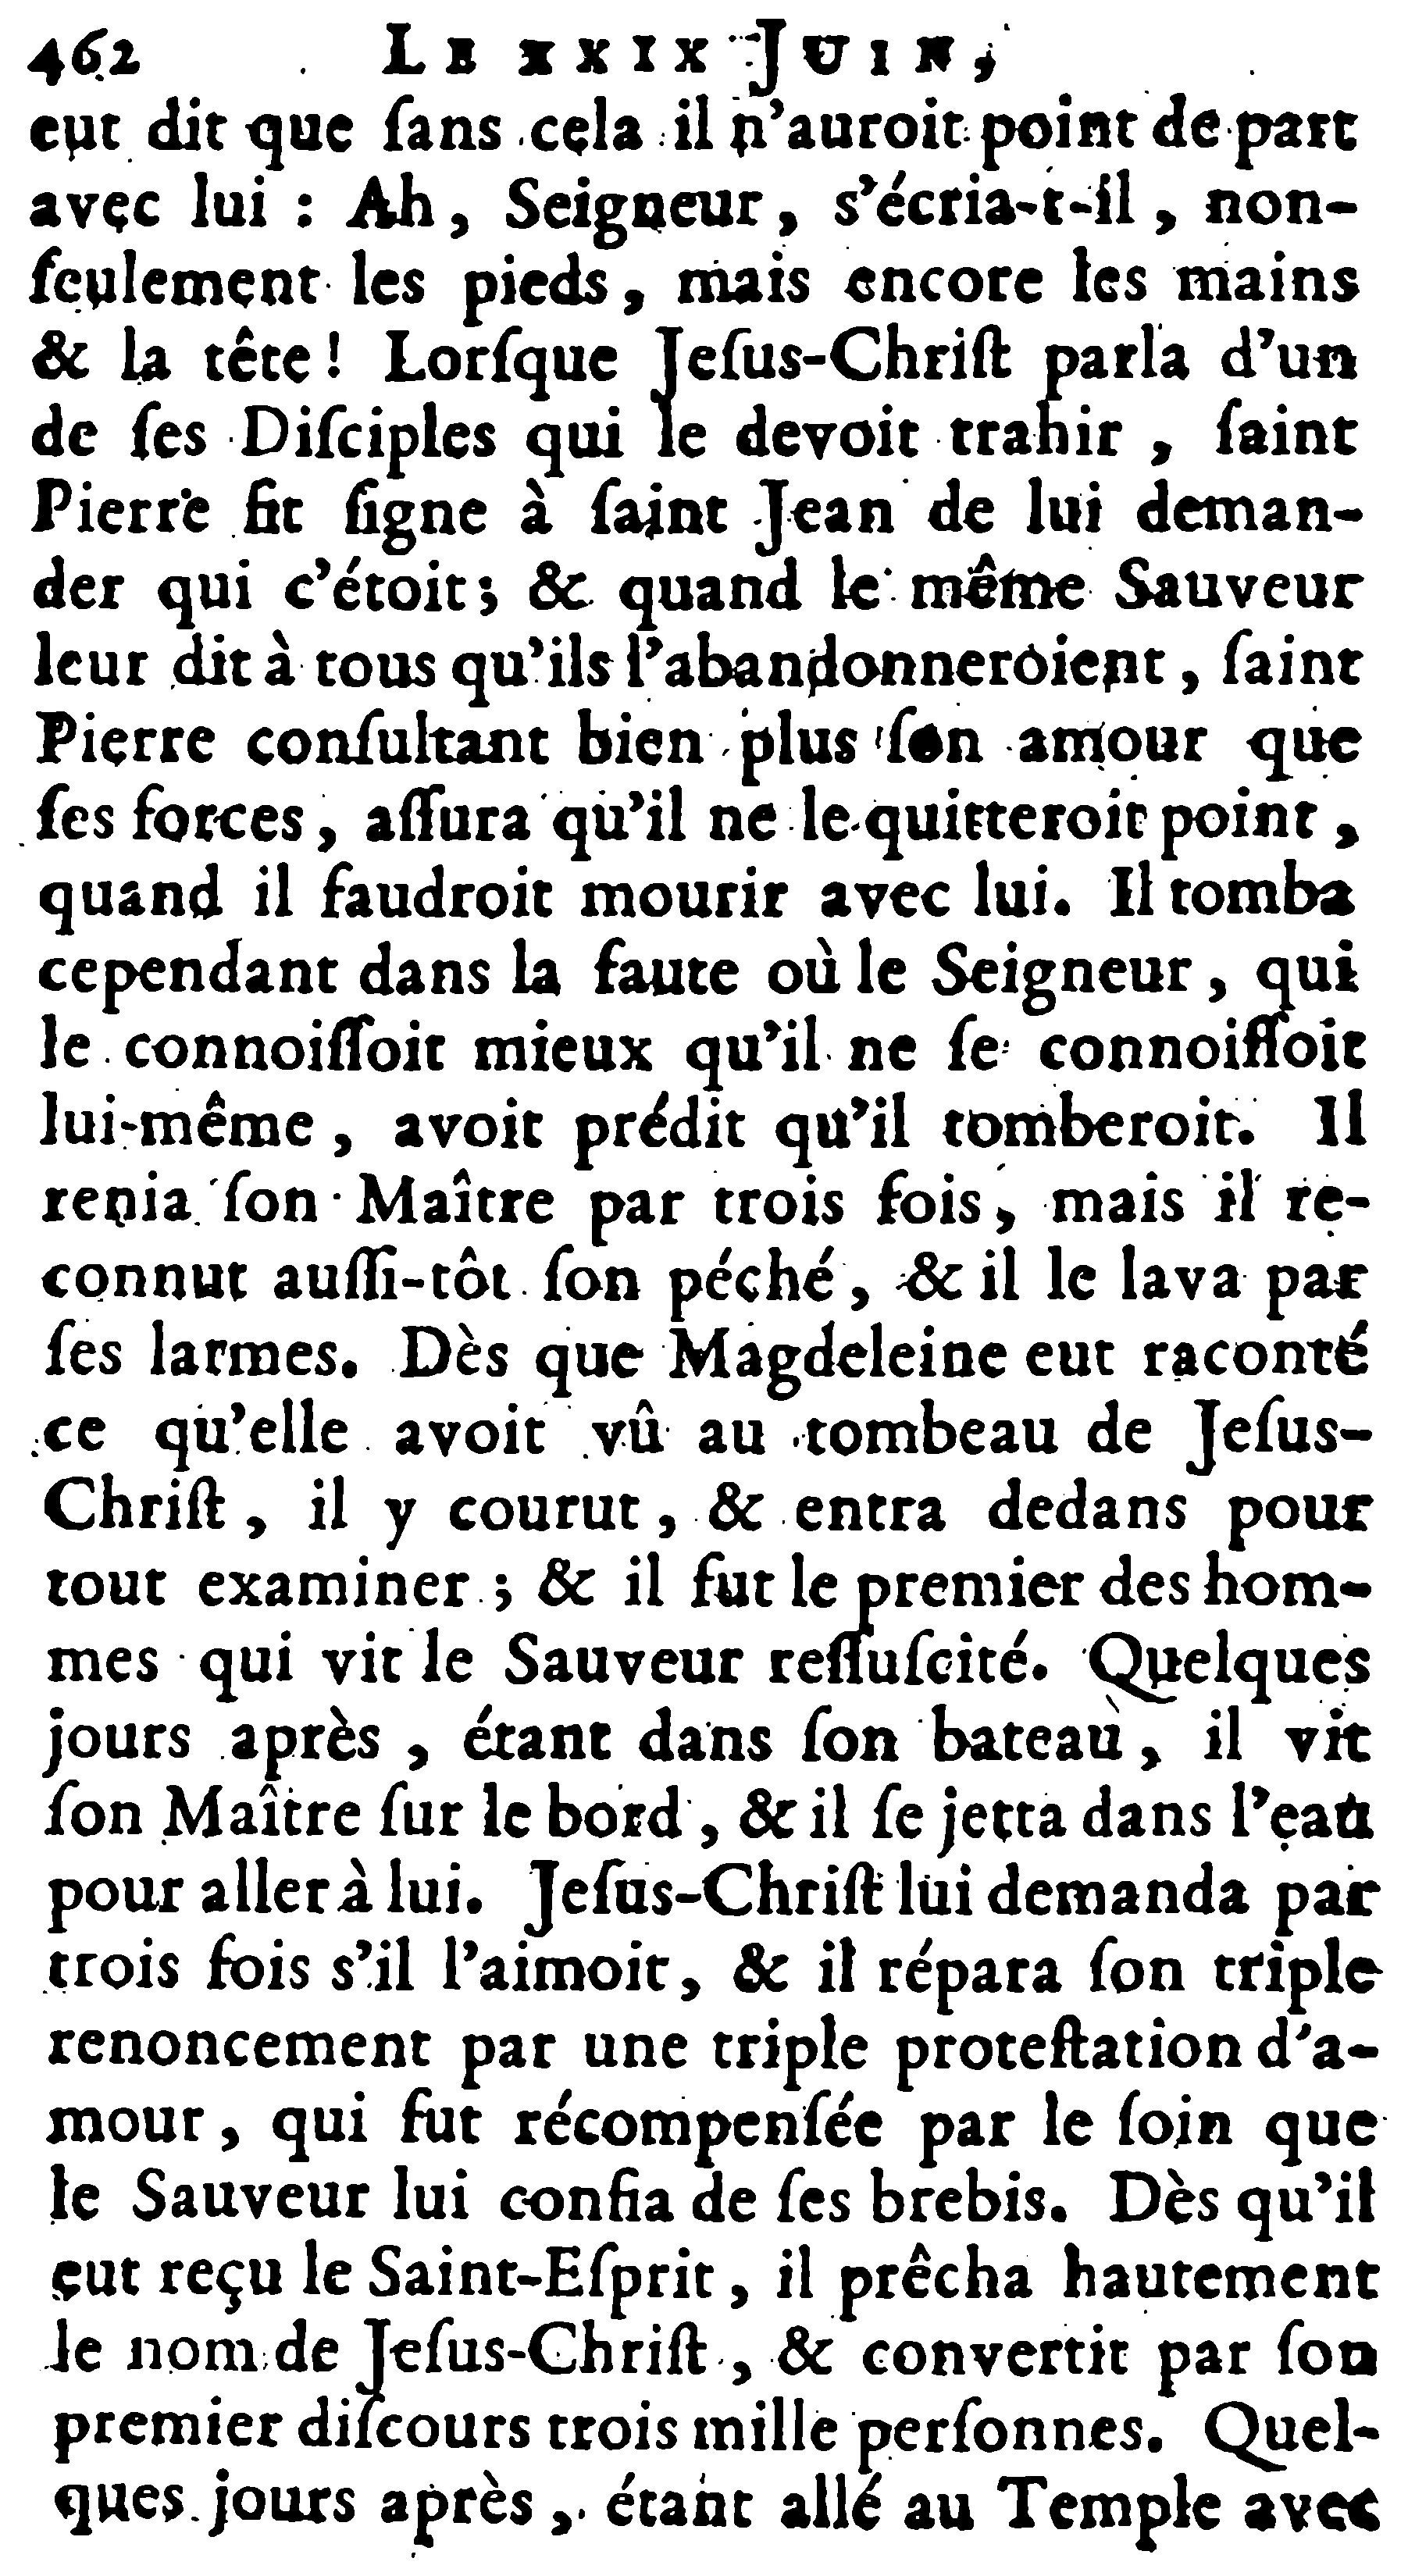 462 LE XXIX JUIN,
eut dit que ſans cela il n'auroit point de part
avec lui : Ah, Seigneur, s'écria-t-il, non-
ſeulement les pieds, mais encore les mains
& la tête! Lorſque Jeſus-Chriſt parla d'un
de ſes Diſciples qui le devoit trahir, ſaint
Pierre fit ſigne à ſaint Jean de lui deman-
der qui c'étoit; & quand le même Sauveur
leur dit à tous qu'ils l'abandonneroient, ſaint
Pierre conſultant bien plus ſon amour que
ſes forces, aſſura qu'il ne le quitteroit point,
quand il faudroit mourir avec lui. Il tomba
cependant dans la faute où le Seigneur, qui
le connoiſſoit mieux qu'il ne ſe connoiſſoit
lui-même, avoit prédit qu'il tomberoit. Il
renia ſon Maître par trois fois, mais il re-
connut auſſi-tôt ſon péché, & il le lava par
ſes larmes. Dès que Magdeleine eut raconté
ce qu'elle avoit vû au tombeau de Jeſus-
Chriſt, il y courut, & entra dedans pour
tout examiner; & il fut le premier des hom-
mes qui vit le Sauveur reſſuſcité. Quelques
jours après, étant dans ſon bateau, il vit
ſon Maître ſur le bord, & il ſe jetta dans l'eau
pour aller à lui. Jeſus-Chriſt lui demanda par
trois fois s'il l'aimoit, & il répara ſon triple
renoncement par une triple proteſtation d'a-
mour, qui fut récompenſée par le ſoin que
le Sauveur lui confia de ſes brebis. Dès qu'il
eut reçu le Saint-Eſprit, il prêcha hautement
le nom de Jeſus-Chriſt, & convertit par ſon
premier diſcours trois mille perſonnes. Quel-
ques jours après, étant allé au Temple avec